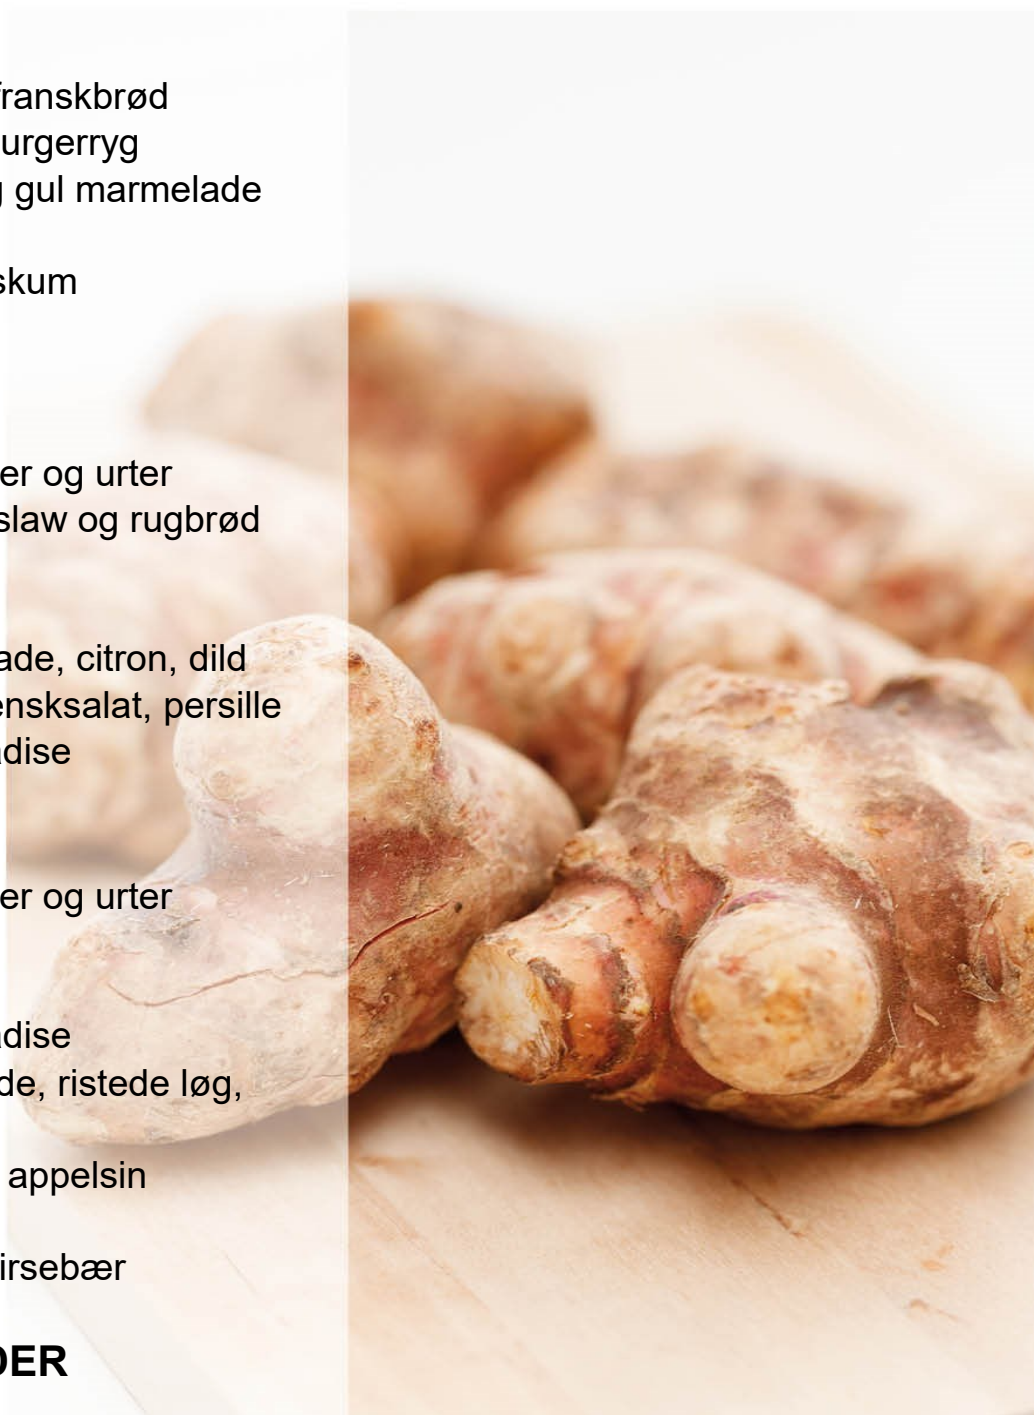 franskbrød
urgerryg
gul marmelade
skum
er og urter
slaw og rugbrød
ade, citron, dild
ensksalat, persille
dise
er og urter
dise
de, ristede løg,
appelsin
irsebær
DER